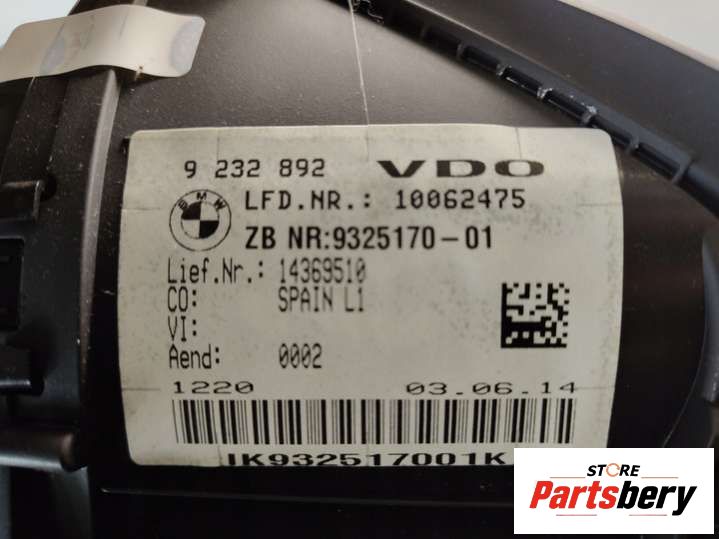 9 232 892 VDO
BMW
LFD.NR.: 10062475
ZB NR:9325170-01
Lief.Nr.: 14369510
CO: SPAIN L1
VI:
Aend: 0002
1220 03.06.14
IK932517001K
STORE
Partsbery